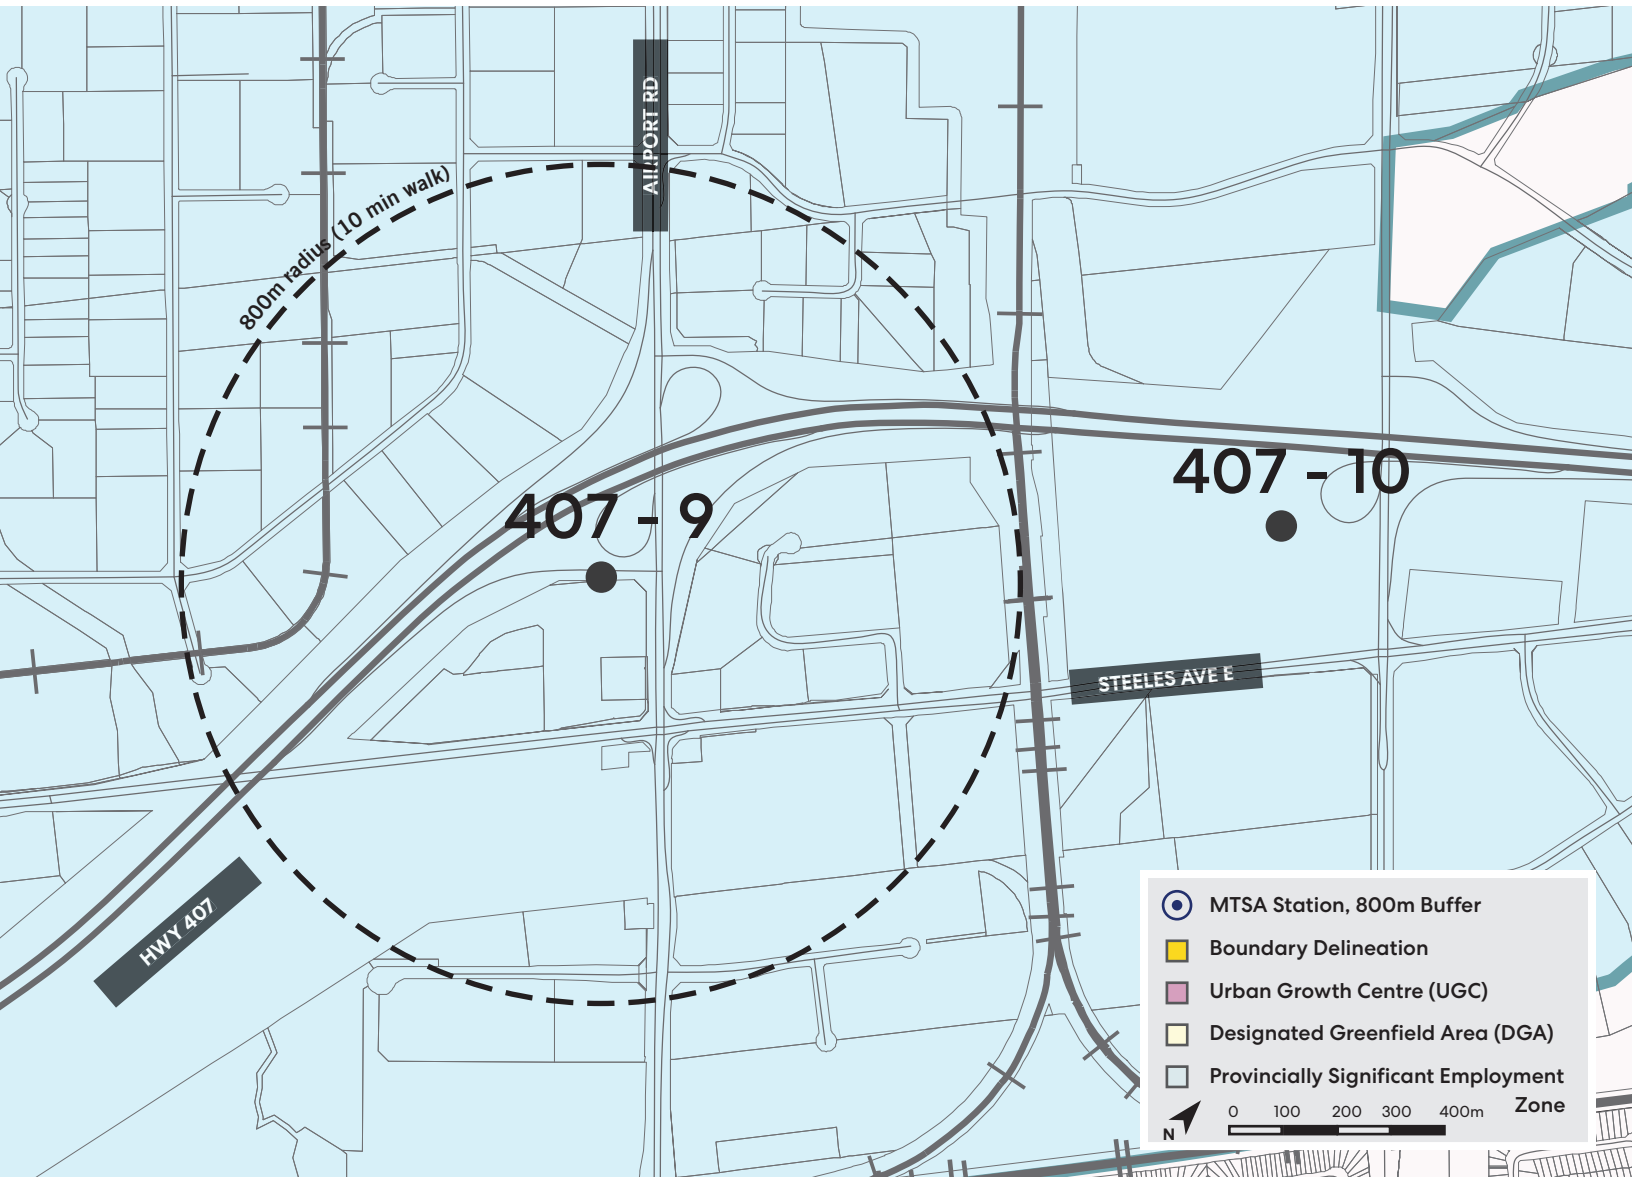 AIRPORT RD
800m radius (10 min walk)
407 - 10
407 - 9
STEELES AVE E
HWY 407
MTSA Station, 800m Buffer
Boundary Delineation
Urban Growth Centre (UGC)
Designated Greenfield Area (DGA)
Provincially Significant Employment
Zone
0 100 200 300 400m
N